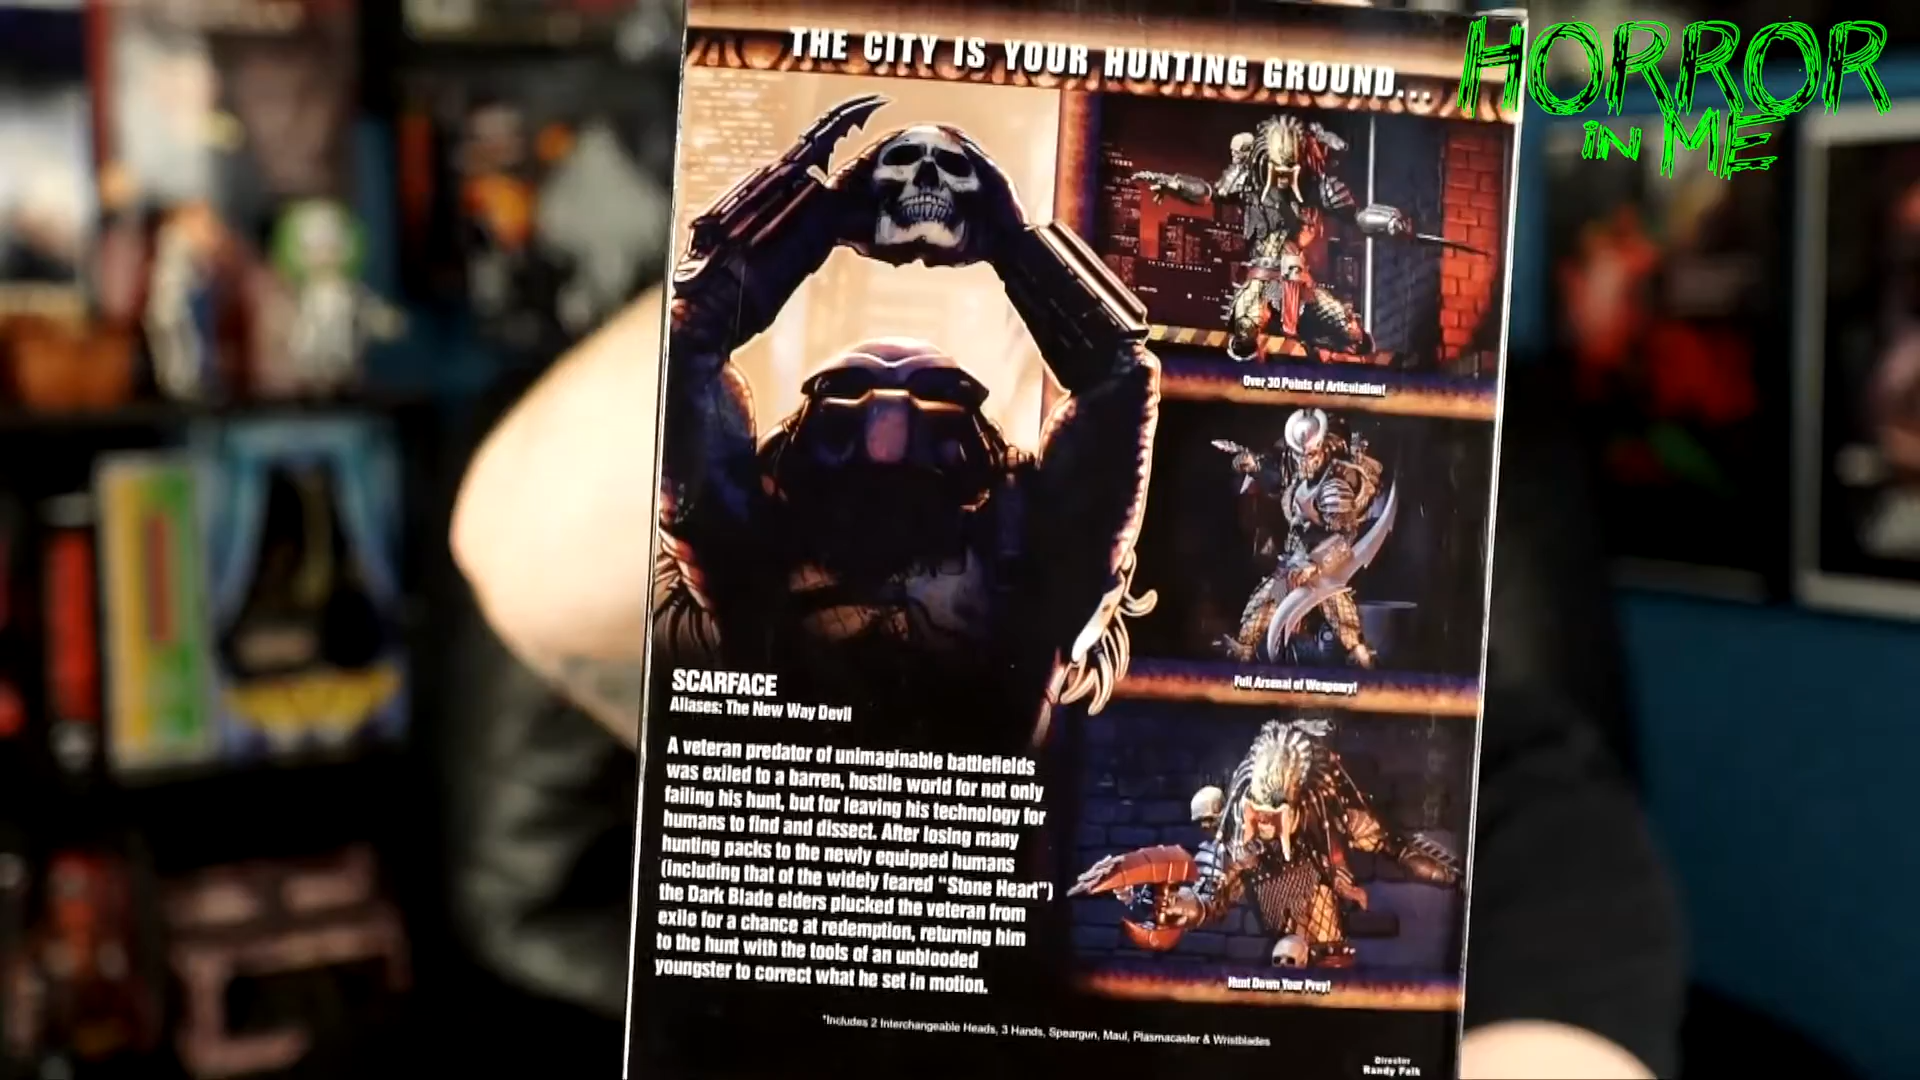 THE CITY IS YOUR HUNTING GROUND...
HORROR
IN ME
Over 30 Points of Articulation!
Full Arsenal of Weaponry!
SCARFACE
Aliases: The New Way Devil
A veteran predator of unimaginable battlefields
was exiled to a barren, hostile world for not only
failing his hunt, but for leaving his technology for
humans to find and dissect. After losing many
hunting packs to the newly equipped humans
(including that of the widely feared "Stone Heart")
the Dark Blade elders plucked the veteran from
exile for a chance at redemption, returning him
to the hunt with the tools of an unblooded
youngster to correct what he set in motion.
Hunt Down Your Prey!
*Includes 2 Interchangeable Heads, 3 Hands, Speargun, Maul, Plasmacaster & Wristblades
Director
Randy Falk